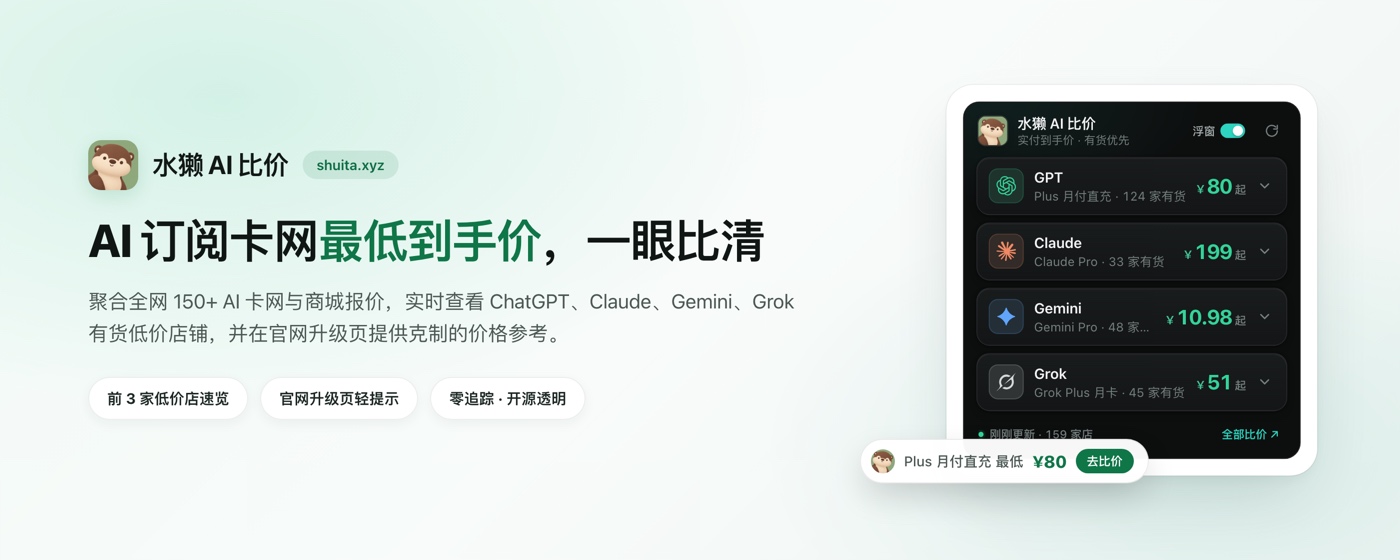 水獭 AI 比价
shuita.xyz
AI 订阅卡网最低到手价，一眼比清
聚合全网 150+ AI 卡网与商城报价，实时查看 ChatGPT、Claude、Gemini、Grok
有货低价店铺，并在官网升级页提供克制的价格参考。
前 3 家低价店速览
官网升级页轻提示
零追踪 · 开源透明
水獭 AI 比价
实付到手价 · 有货优先
浮窗
GPT
Plus 月付直充 · 124 家有货
¥ 80 起
Claude
Claude Pro · 33 家有货
¥ 199 起
Gemini
Gemini Pro · 48 家...
¥ 10.98 起
Grok
Grok Plus 月卡 · 45 家有货
¥ 51 起
刚刚更新 · 159 家店
全部比价 ↗
Plus 月付直充 最低 ¥80 去比价